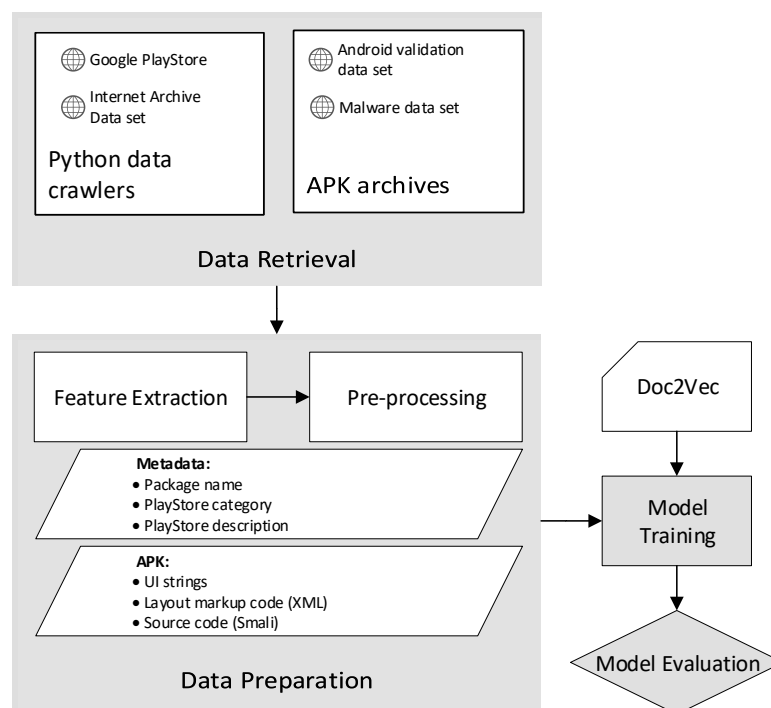 Google PlayStore
Internet Archive
Data set
Python data
crawlers
Android validation
data set
Malware data set
APK archives
Data Retrieval
Feature Extraction
Pre-processing
Metadata:
• Package name
• PlayStore category
• PlayStore description
APK:
• UI strings
• Layout markup code (XML)
• Source code (Smali)
Data Preparation
Doc2Vec
Model
Training
Model Evaluation